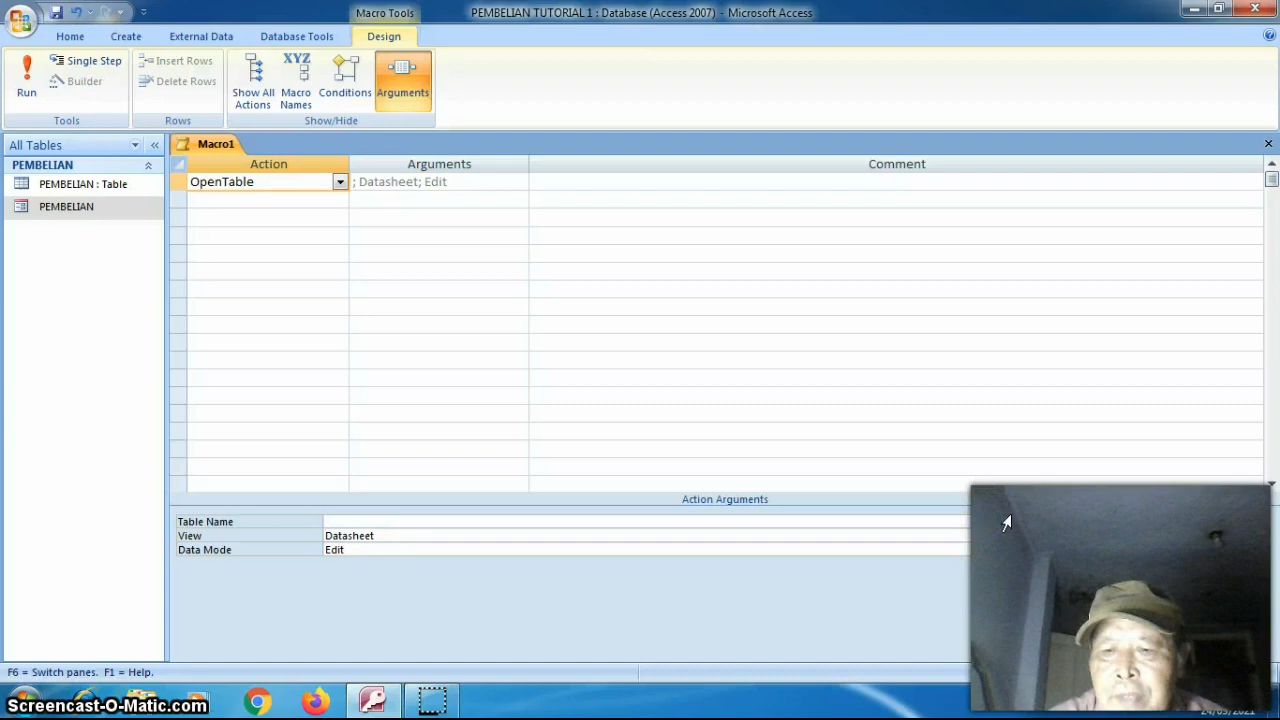 Macro Tools
PEMBELIAN TUTORIAL 1 : Database (Access 2007) - Microsoft Access
Home
Create
External Data
Database Tools
Design
Run
Single Step
Builder
Tools
Insert Rows
Delete Rows
Rows
Show All Actions
Macro Names
Conditions
Arguments
Show/Hide
All Tables
PEMBELIAN
PEMBELIAN : Table
PEMBELIAN
Macro1
Action
Arguments
Comment
OpenTable
; Datasheet; Edit
Action Arguments
Table Name
View
Datasheet
Data Mode
Edit
F6 = Switch panes. F1 = Help.
Screencast-O-Matic.com